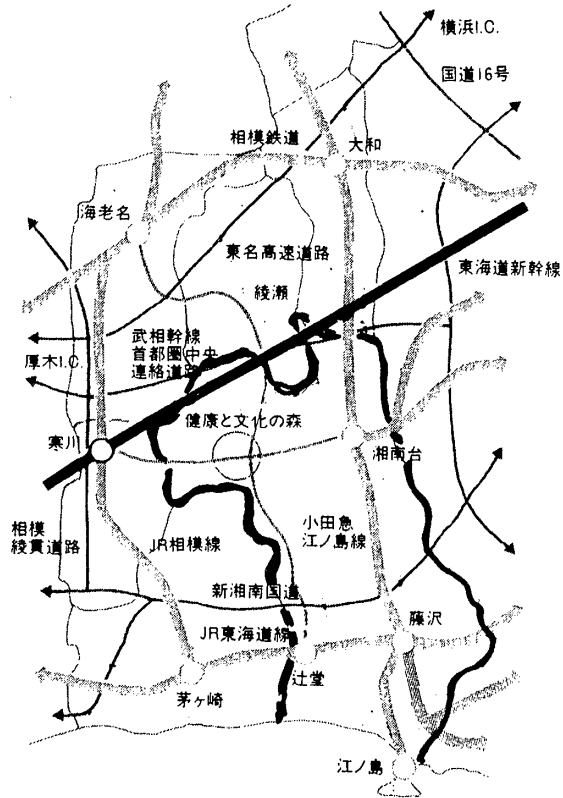 横浜I.C.
国道16号
相模鉄道
大和
海老名
東名高速道路
東海道新幹線
綾瀬
武相幹線
首都圏中央
連絡道路
厚木I.C.
健康と文化の森
寒川
湘南台
相模
綾貫道路
JR相模線
小田急
江ノ島線
新湘南国道
藤沢
JR東海道線
辻堂
茅ヶ崎
江ノ島